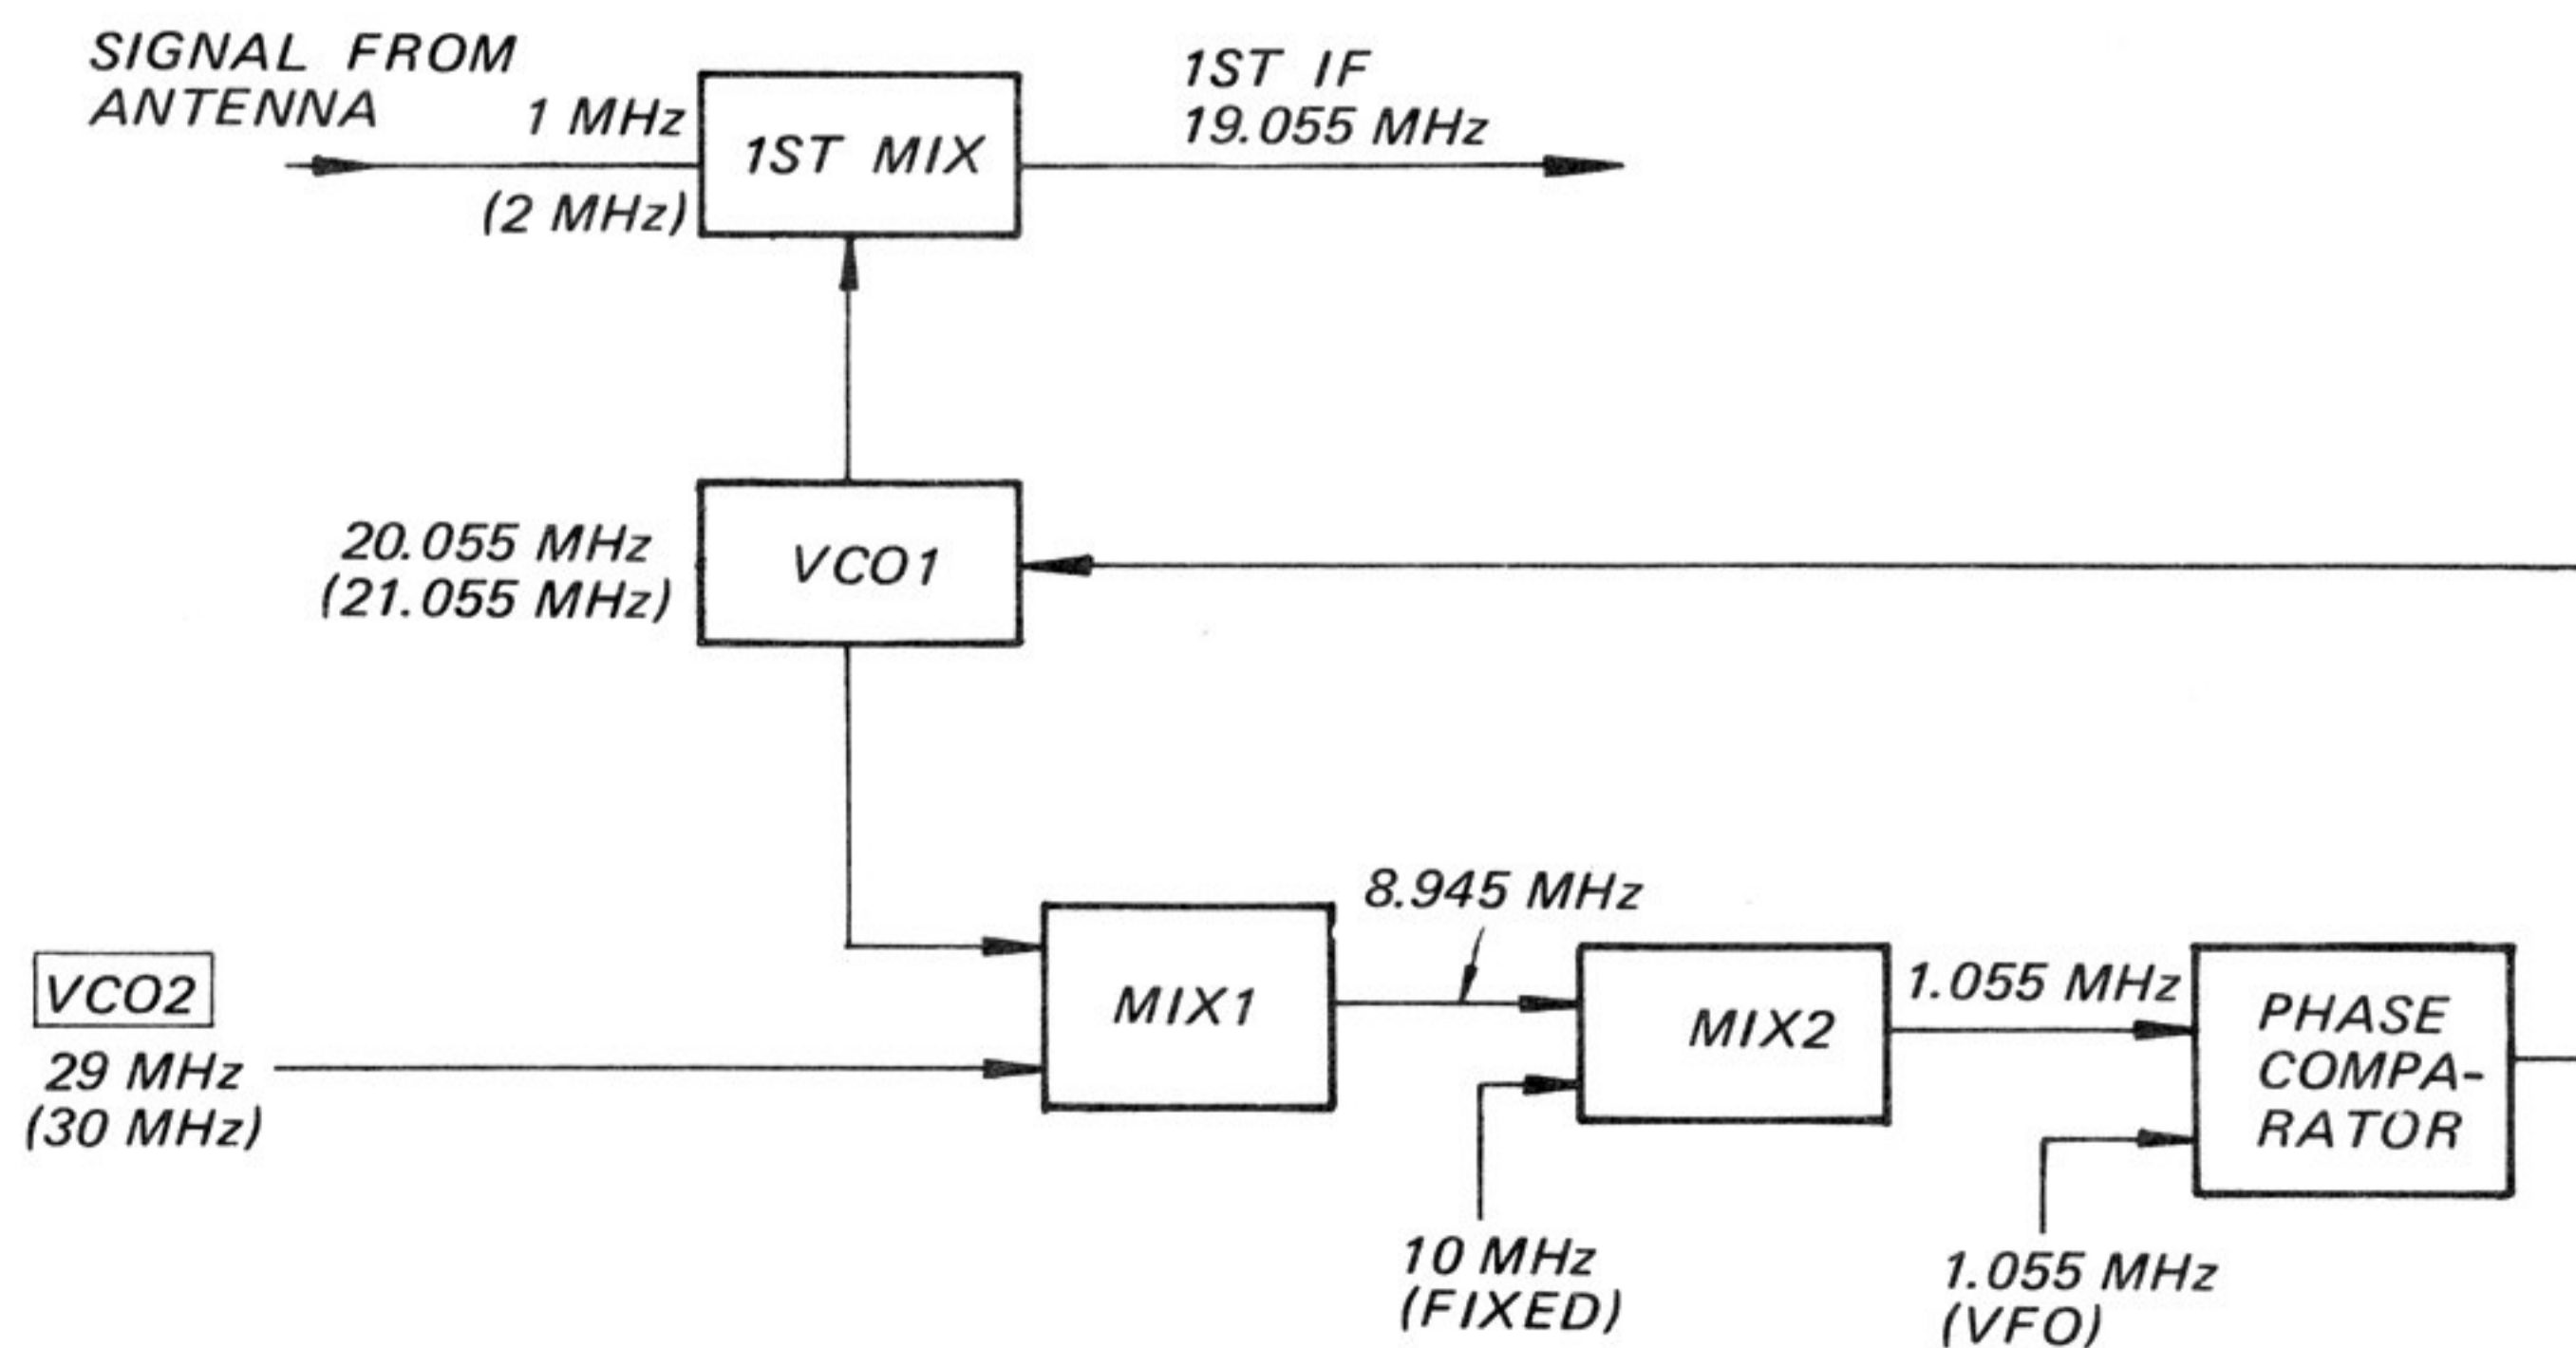 SIGNAL FROM
ANTENNA
1 MHz
(2 MHz)
1ST MIX
1ST IF
19.055 MHz
20.055 MHz
(21.055 MHz)
VCO1
VCO2
29 MHz
(30 MHz)
MIX1
8.945 MHz
MIX2
10 MHz
(FIXED)
1.055 MHz
PHASE
COMPA-
RATOR
1.055 MHz
(VFO)